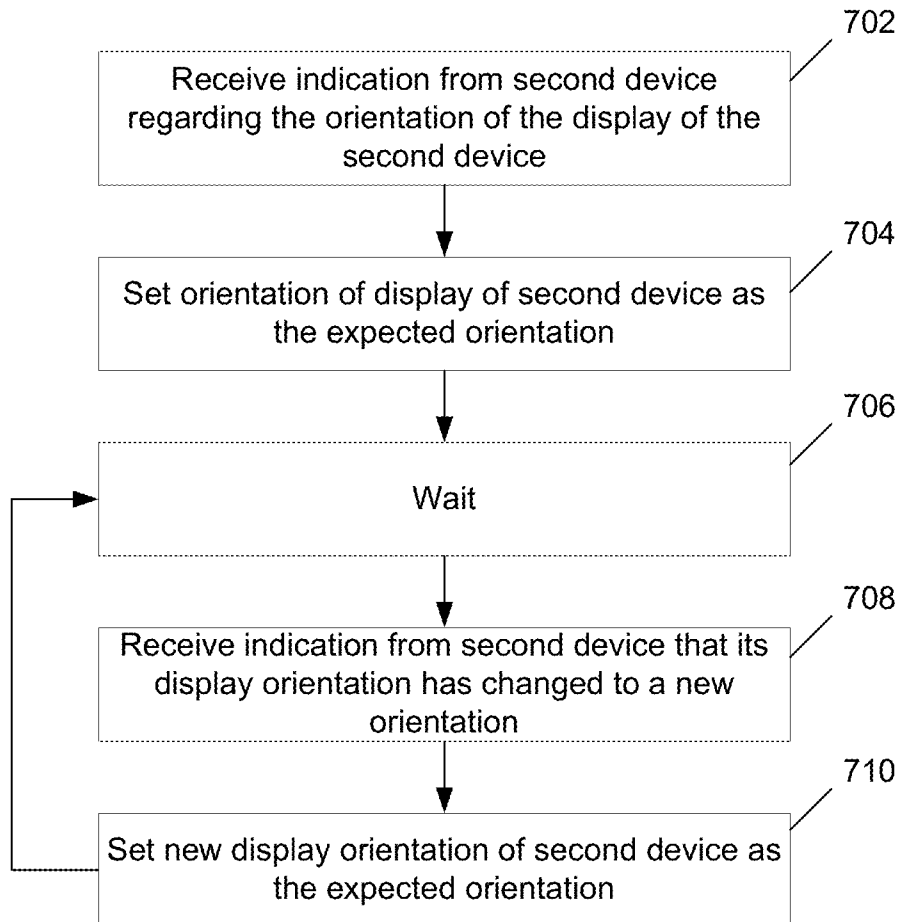 702
Receive indication from second device
regarding the orientation of the display of the
second device
704
Set orientation of display of second device as
the expected orientation
706
Wait
708
Receive indication from second device that its
display orientation has changed to a new
orientation
710
Set new display orientation of second device as
the expected orientation